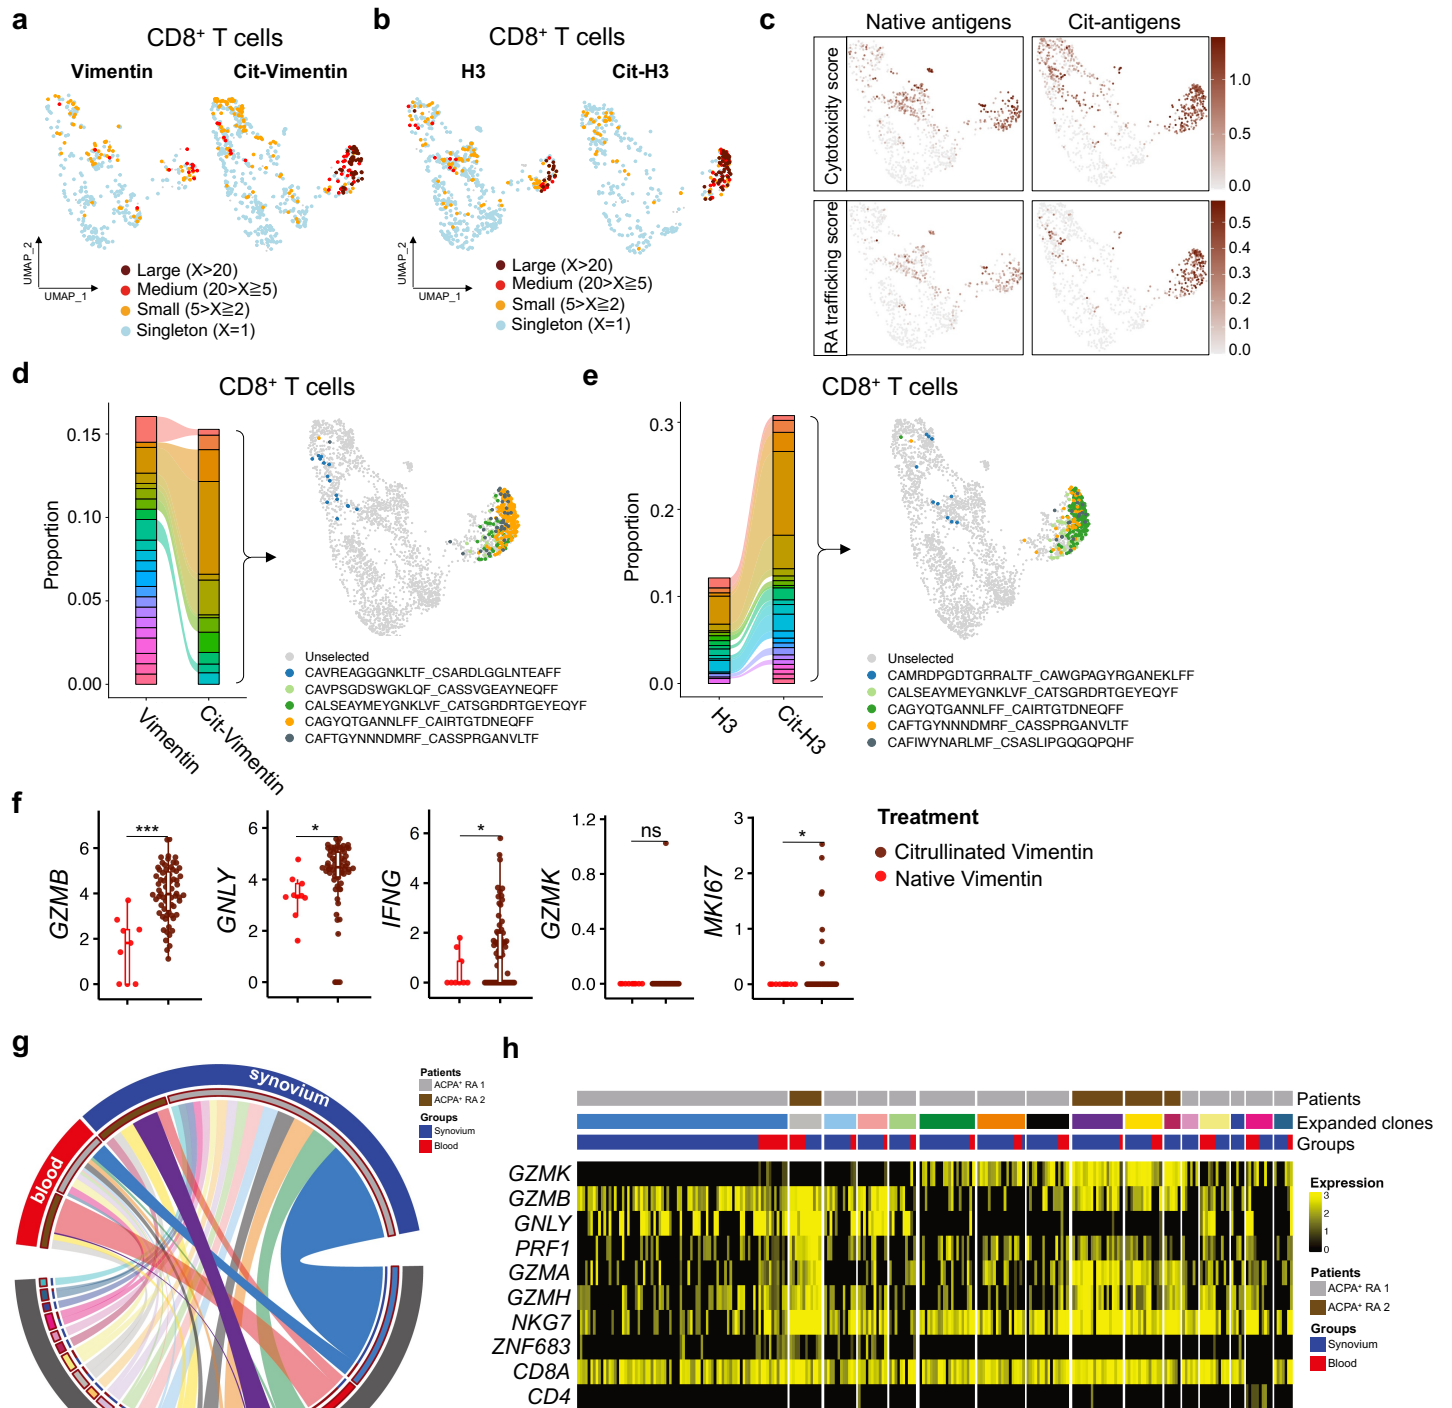 a
CD8+ T cells
Vimentin
Cit-Vimentin
UMAP_2
UMAP_1
Large (X>20)
Medium (20>X≧5)
Small (5>X≧2)
Singleton (X=1)
b
CD8+ T cells
H3
Cit-H3
UMAP_2
UMAP_1
Large (X>20)
Medium (20>X≧5)
Small (5>X≧2)
Singleton (X=1)
c
Native antigens
Cit-antigens
Cytotoxicity score
1.0
0.5
0.0
RA trafficking score
0.5
0.4
0.3
0.2
0.1
0.0
d
CD8+ T cells
Proportion
0.15
0.10
0.05
0.00
Vimentin
Cit-Vimentin
Unselected
CAVREAGGGNKLTF_CSARDLGGLNTEAFF
CAVPSGDSWGKLQF_CASSVGEAYNEQFF
CALSEAYMEYGNKLVF_CATSGRDRTGEYEQYF
CAGYQTGANNLFF_CAIRTGTDNEQFF
CAFTGYNNNDMRF_CASSPRGANVLTF
e
CD8+ T cells
Proportion
0.3
0.2
0.1
0.0
H3
Cit-H3
Unselected
CAMRDPGDTGRRALTF_CAWGPAGYRGANEKLFF
CALSEAYMEYGNKLVF_CATSGRDRTGEYEQYF
CAGYQTGANNLFF_CAIRTGTDNEQFF
CAFTGYNNNDMRF_CASSPRGANVLTF
CAFIWYNARLMF_CSASLIPGQGQPQHF
f
GZMB
6
4
2
0
***
GNLY
6
3
0
*
IFNG
6
4
2
0
*
GZMK
1.2
0.8
0.4
0.0
ns
MKI67
3
2
1
0
*
Treatment
Citrullinated Vimentin
Native Vimentin
g
blood
synovium
Patients
ACPA+ RA 1
ACPA+ RA 2
Groups
Synovium
Blood
h
Patients
Expanded clones
Groups
GZMK
GZMB
GNLY
PRF1
GZMA
GZMH
NKG7
ZNF683
CD8A
CD4
Expression
3
2
1
0
Patients
ACPA+ RA 1
ACPA+ RA 2
Groups
Synovium
Blood